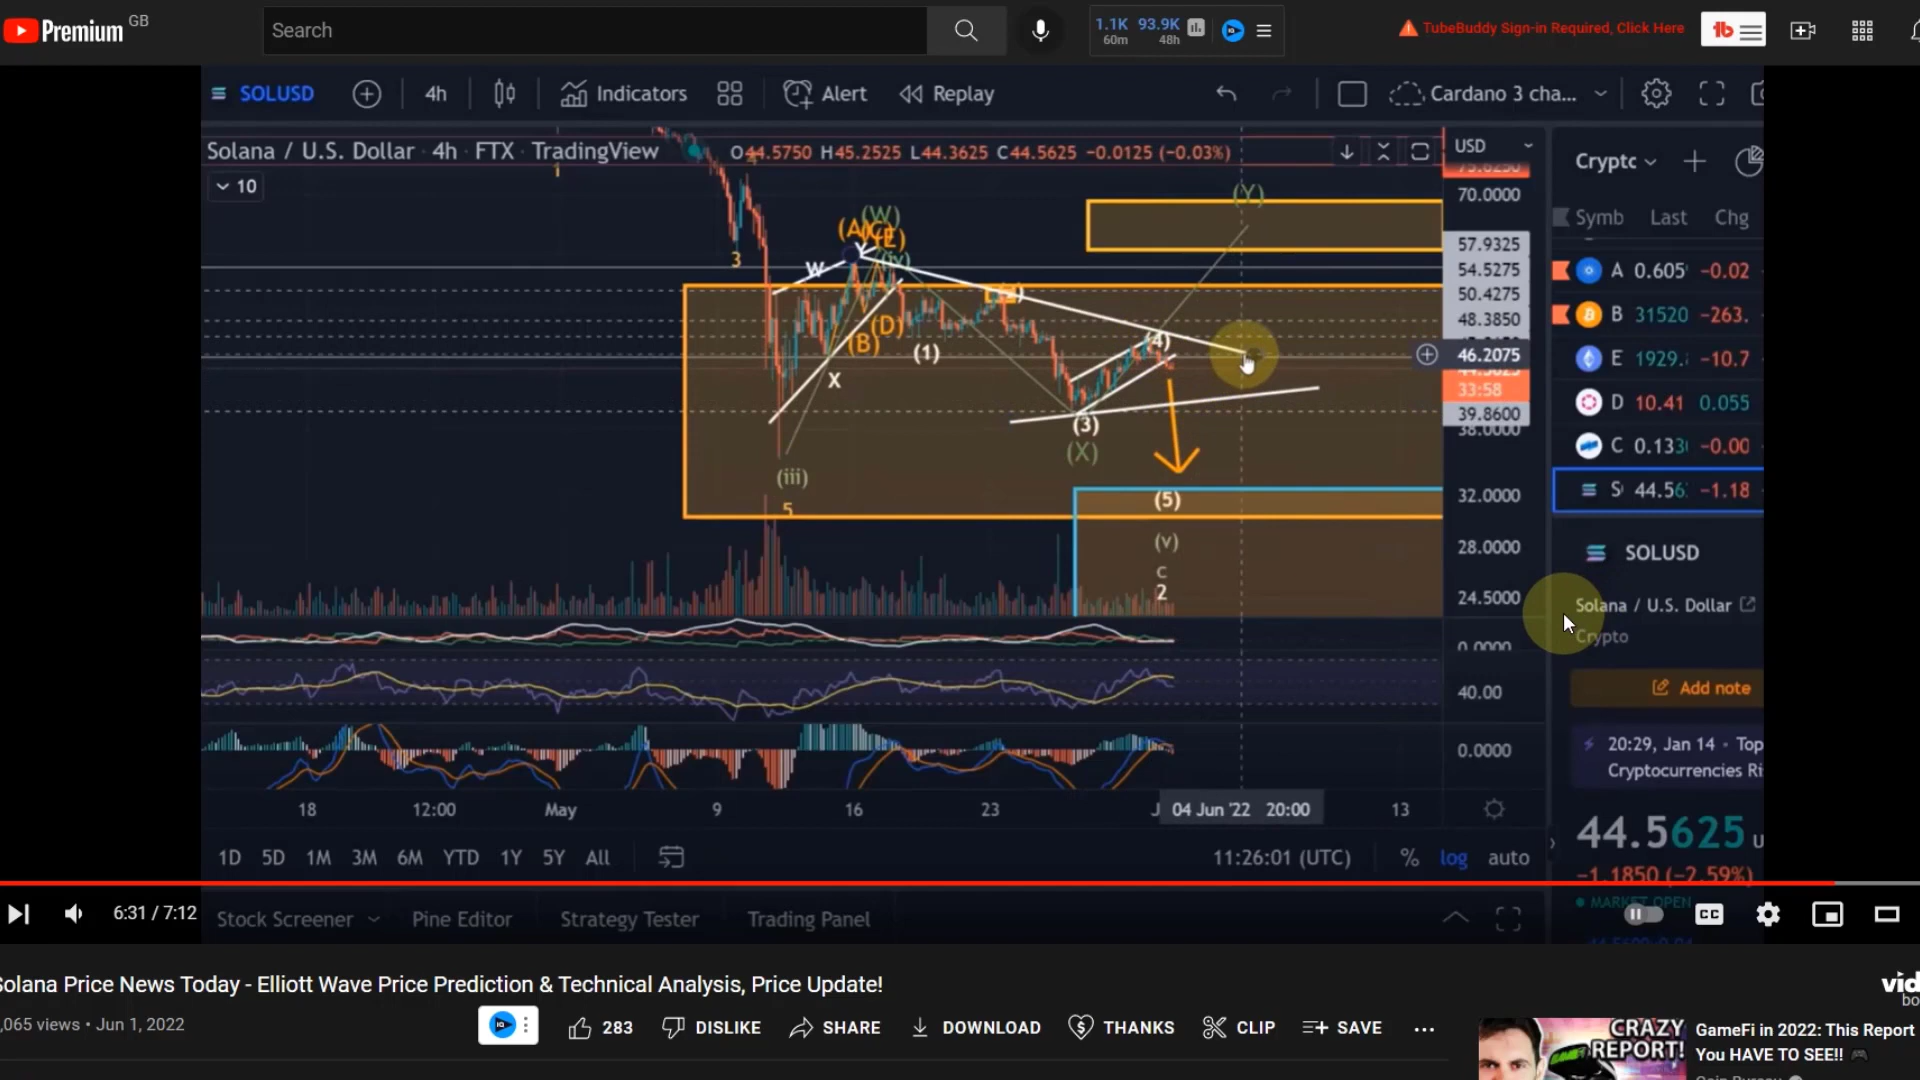 Premium GB
Search
1.1K 93.9K
60m 48h
TubeBuddy Sign-in Required, Click Here
tb
SOLUSD 4h Indicators Alert Replay Cardano 3 cha...
Solana / U.S. Dollar · 4h · FTX · TradingView O44.5750 H45.2525 L44.3625 C44.5625 −0.0125 (−0.03%)
USD
10
Cryptc
Symb Last Chg
70.0000
57.9325
54.5275
50.4275
48.3850
46.2075
33:58
39.8600
38.0000
32.0000
28.0000
24.5000
0.0000
40.00
0.0000
(Y)
(W)
(A)
(E)
(iv)
1
3
W
(D)
(B)
(1)
X
(4)
(3)
(X)
(iii)
5
(5)
(v)
C
2
A 0.605 −0.02
B 31520 −263.
E 1929. −10.7
D 10.41 0.055
C 0.133 −0.00
S 44.56 −1.18
SOLUSD
Solana / U.S. Dollar
Crypto
Add note
20:29, Jan 14 · Top
Cryptocurrencies Ri
44.5625 U
−1.1850 (−2.59%)
MARKET OPEN
18 12:00 May 9 16 23 04 Jun '22 20:00 13
1D 5D 1M 3M 6M YTD 1Y 5Y All
11:26:01 (UTC) % log auto
6:31 / 7:12
Stock Screener Pine Editor Strategy Tester Trading Panel
CC
Solana Price News Today - Elliott Wave Price Prediction & Technical Analysis, Price Update!
,065 views • Jun 1, 2022
283 DISLIKE SHARE DOWNLOAD THANKS CLIP SAVE ...
vid
bo
CRAZY
REPORT!
GameFi in 2022: This Report
You HAVE TO SEE!!